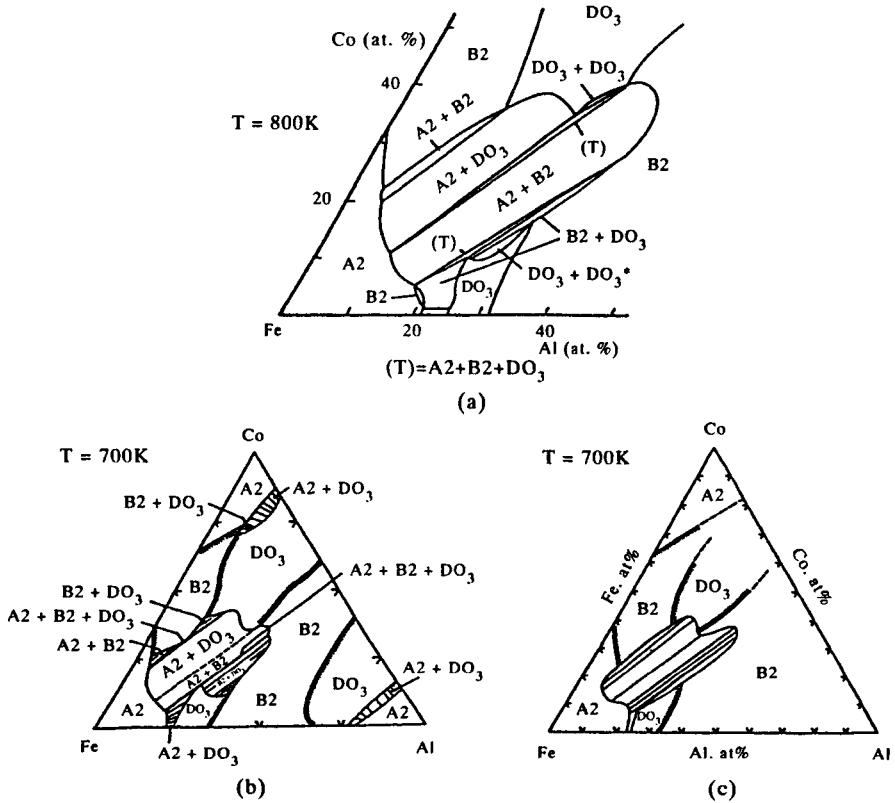 DO₃
Co (at. %)
B2
DO₃ + DO₃
40
A2 + B2
T = 800K
(T)
A2 + DO₃
A2 + B2
B2
20
(T)
B2 + DO₃
A2
DO₃ + DO₃*
B2
DO₃
Fe
20
40
Al (at. %)
(T)=A2+B2+DO₃
(a)
T = 700K
Co
A2
A2 + DO₃
B2 + DO₃
DO₃
A2 + B2 + DO₃
B2
B2 + DO₃
A2 + B2 + DO₃
A2 + DO₃
B2
A2 + B2
A2 + B2
A2 + DO₃
DO₃
A2
DO₃
B2
A2
Fe
Al
A2 + DO₃
(b)
T = 700K
Co
A2
Fe. at%
Co. at%
B2
DO₃
B2
A2
DO₃
Fe
Al. at%
Al
(c)